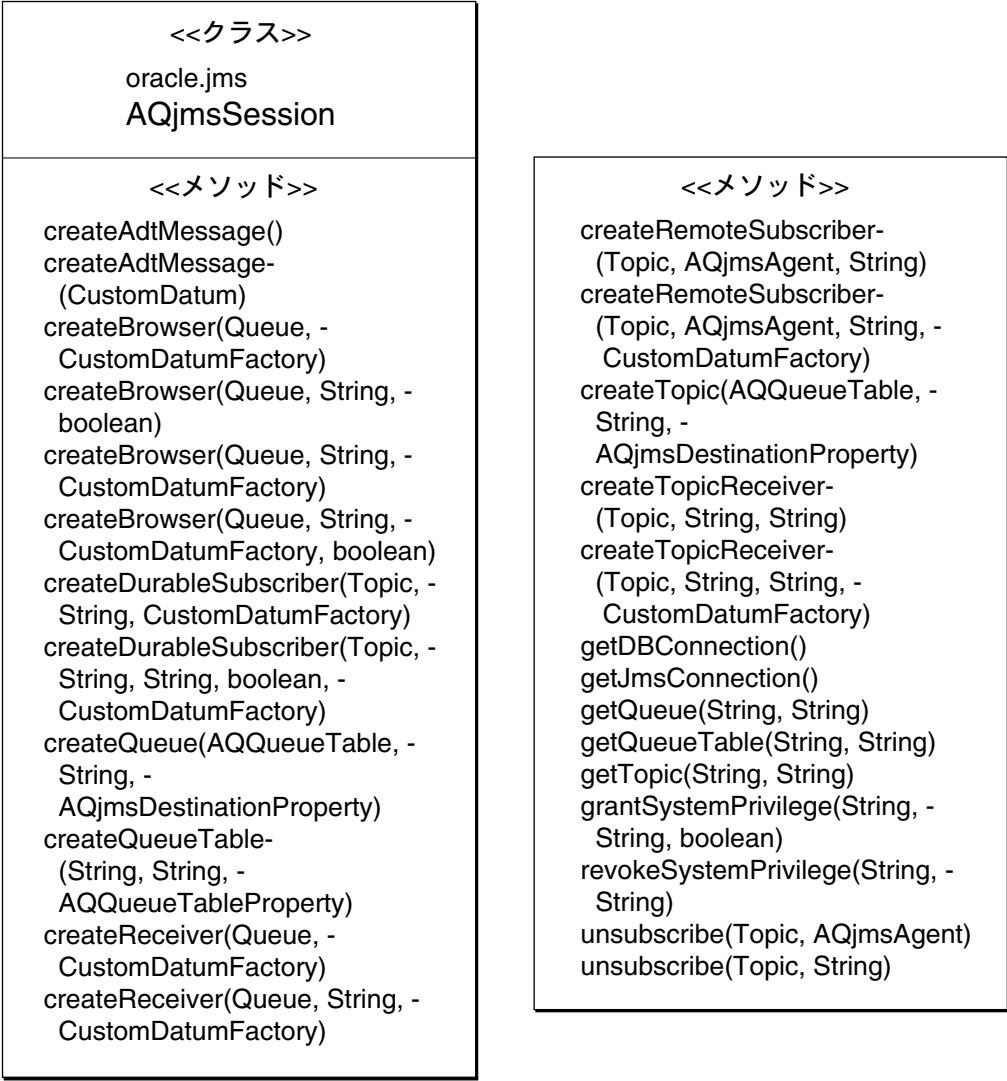 <<クラス>>
oracle.jms
AQjmsSession
<<メソッド>>
createAdtMessage()
createAdtMessage-
(CustomDatum)
createBrowser(Queue, -
CustomDatumFactory)
createBrowser(Queue, String, -
boolean)
createBrowser(Queue, String, -
CustomDatumFactory)
createBrowser(Queue, String, -
CustomDatumFactory, boolean)
createDurableSubscriber(Topic, -
String, CustomDatumFactory)
createDurableSubscriber(Topic, -
String, String, boolean, -
CustomDatumFactory)
createQueue(AQQueueTable, -
String, -
AQjmsDestinationProperty)
createQueueTable-
(String, String, -
AQQueueTableProperty)
createReceiver(Queue, -
CustomDatumFactory)
createReceiver(Queue, String, -
CustomDatumFactory)
<<メソッド>>
createRemoteSubscriber-
(Topic, AQjmsAgent, String)
createRemoteSubscriber-
(Topic, AQjmsAgent, String, -
CustomDatumFactory)
createTopic(AQQueueTable, -
String, -
AQjmsDestinationProperty)
createTopicReceiver-
(Topic, String, String)
createTopicReceiver-
(Topic, String, String, -
CustomDatumFactory)
getDBConnection()
getJmsConnection()
getQueue(String, String)
getQueueTable(String, String)
getTopic(String, String)
grantSystemPrivilege(String, -
String, boolean)
revokeSystemPrivilege(String, -
String)
unsubscribe(Topic, AQjmsAgent)
unsubscribe(Topic, String)